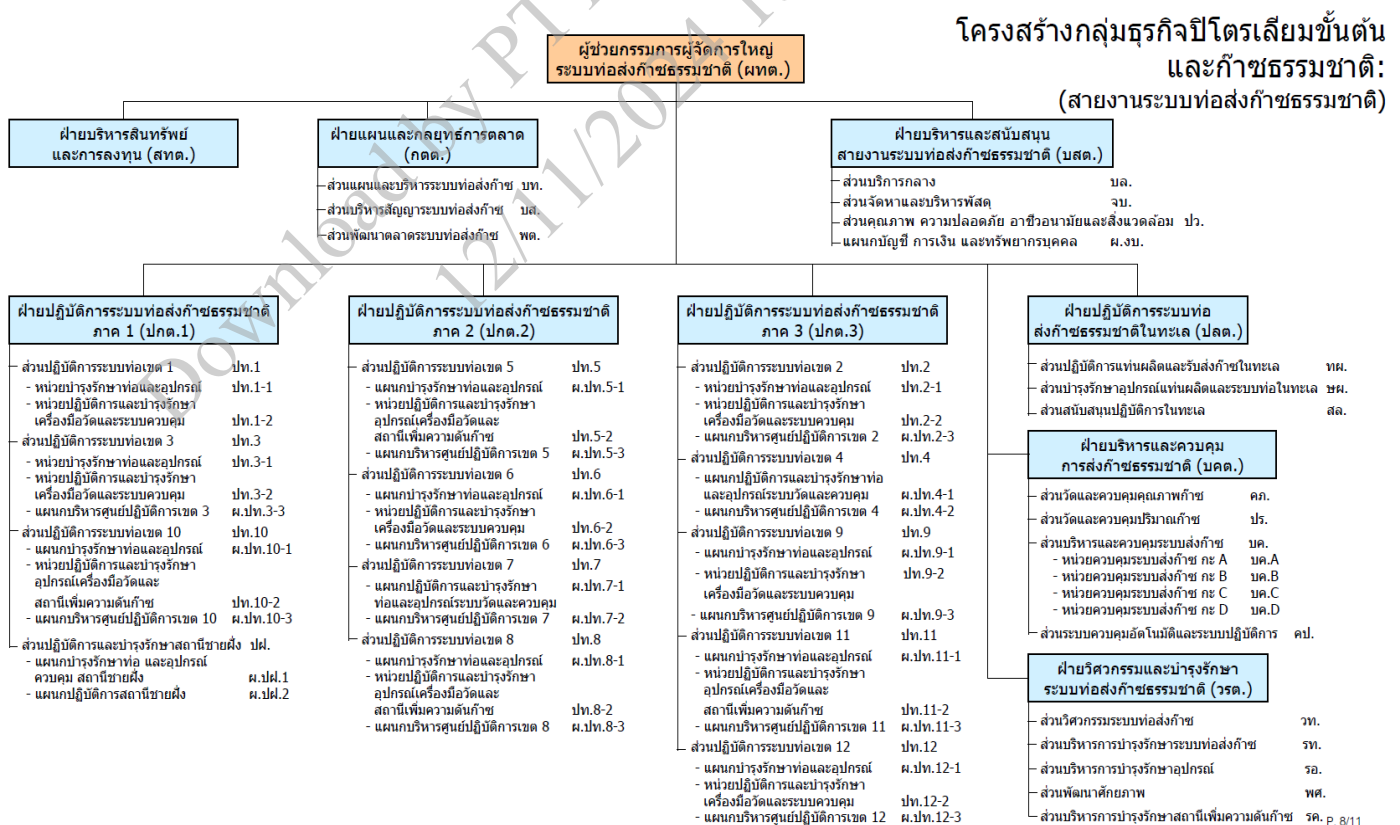 โครงสร้างกลุ่มธุรกิจปิโตรเลียมขั้นต้น
และก๊าซธรรมชาติ:
(สายงานระบบท่อส่งก๊าซธรรมชาติ)
ผู้ช่วยกรรมการผู้จัดการใหญ่
ระบบท่อส่งก๊าซธรรมชาติ (ผทต.)
ฝ่ายบริหารสินทรัพย์
และการลงทุน (สทต.)
ฝ่ายแผนและกลยุทธ์การตลาด
(กตต.)
ส่วนแผนและบริหารระบบท่อส่งก๊าซ บท.
ส่วนบริหารสัญญาระบบท่อส่งก๊าซ บส.
ส่วนพัฒนาตลาดระบบท่อส่งก๊าซ พต.
ฝ่ายบริหารและสนับสนุน
สายงานระบบท่อส่งก๊าซธรรมชาติ (บสต.)
ส่วนบริการกลาง บล.
ส่วนจัดหาและบริหารพัสดุ จบ.
ส่วนคุณภาพ ความปลอดภัย อาชีวอนามัยและสิ่งแวดล้อม ปว.
แผนกบัญชี การเงิน และทรัพยากรบุคคล ผ.งบ.
ฝ่ายปฏิบัติการระบบท่อส่งก๊าซธรรมชาติ
ภาค 1 (ปกต.1)
ส่วนปฏิบัติการระบบท่อเขต 1 ปท.1
- หน่วยบำรุงรักษาท่อและอุปกรณ์ ปท.1-1
- หน่วยปฏิบัติการและบำรุงรักษา
เครื่องมือวัดและระบบควบคุม ปท.1-2
ส่วนปฏิบัติการระบบท่อเขต 3 ปท.3
- หน่วยบำรุงรักษาท่อและอุปกรณ์ ปท.3-1
- หน่วยปฏิบัติการและบำรุงรักษา
เครื่องมือวัดและระบบควบคุม ปท.3-2
- แผนกบริหารศูนย์ปฏิบัติการเขต 3 ผ.ปท.3-3
ส่วนปฏิบัติการระบบท่อเขต 10 ปท.10
- แผนกบำรุงรักษาท่อและอุปกรณ์ ผ.ปท.10-1
- หน่วยปฏิบัติการและบำรุงรักษา
อุปกรณ์เครื่องมือวัดและ
สถานีเพิ่มความดันก๊าซ ปท.10-2
- แผนกบริหารศูนย์ปฏิบัติการเขต 10 ผ.ปท.10-3
ส่วนปฏิบัติการและบำรุงรักษาสถานีชายฝั่ง ปฝ.
- แผนกบำรุงรักษาท่อ และอุปกรณ์
ควบคุม สถานีชายฝั่ง ผ.ปฝ.1
- แผนกปฏิบัติการสถานีชายฝั่ง ผ.ปฝ.2
ฝ่ายปฏิบัติการระบบท่อส่งก๊าซธรรมชาติ
ภาค 2 (ปกต.2)
ส่วนปฏิบัติการระบบท่อเขต 5 ปท.5
- แผนกบำรุงรักษาท่อและอุปกรณ์ ผ.ปท.5-1
- หน่วยปฏิบัติการและบำรุงรักษา
อุปกรณ์เครื่องมือวัดและ
สถานีเพิ่มความดันก๊าซ ปท.5-2
- แผนกบริหารศูนย์ปฏิบัติการเขต 5 ผ.ปท.5-3
ส่วนปฏิบัติการระบบท่อเขต 6 ปท.6
- แผนกบำรุงรักษาท่อและอุปกรณ์ ผ.ปท.6-1
- หน่วยปฏิบัติการและบำรุงรักษา
เครื่องมือวัดและระบบควบคุม ปท.6-2
- แผนกบริหารศูนย์ปฏิบัติการเขต 6 ผ.ปท.6-3
ส่วนปฏิบัติการระบบท่อเขต 7 ปท.7
- แผนกปฏิบัติการและบำรุงรักษา ผ.ปท.7-1
ท่อและอุปกรณ์ระบบวัดและควบคุม
- แผนกบริหารศูนย์ปฏิบัติการเขต 7 ผ.ปท.7-2
ส่วนปฏิบัติการระบบท่อเขต 8 ปท.8
- แผนกบำรุงรักษาท่อและอุปกรณ์ ผ.ปท.8-1
- หน่วยปฏิบัติการและบำรุงรักษา
อุปกรณ์เครื่องมือวัดและ
สถานีเพิ่มความดันก๊าซ ปท.8-2
- แผนกบริหารศูนย์ปฏิบัติการเขต 8 ผ.ปท.8-3
ฝ่ายปฏิบัติการระบบท่อส่งก๊าซธรรมชาติ
ภาค 3 (ปกต.3)
ส่วนปฏิบัติการระบบท่อเขต 2 ปท.2
- หน่วยบำรุงรักษาท่อและอุปกรณ์ ปท.2-1
- หน่วยปฏิบัติการและบำรุงรักษา
เครื่องมือวัดและระบบควบคุม ปท.2-2
- แผนกบริหารศูนย์ปฏิบัติการเขต 2 ผ.ปท.2-3
ส่วนปฏิบัติการระบบท่อเขต 4 ปท.4
- แผนกปฏิบัติการและบำรุงรักษาท่อ
และอุปกรณ์ระบบวัดและควบคุม ผ.ปท.4-1
- แผนกบริหารศูนย์ปฏิบัติการเขต 4 ผ.ปท.4-2
ส่วนปฏิบัติการระบบท่อเขต 9 ปท.9
- แผนกบำรุงรักษาท่อและอุปกรณ์ ผ.ปท.9-1
- หน่วยปฏิบัติการและบำรุงรักษา ปท.9-2
เครื่องมือวัดและระบบควบคุม
- แผนกบริหารศูนย์ปฏิบัติการเขต 9 ผ.ปท.9-3
ส่วนปฏิบัติการระบบท่อเขต 11 ปท.11
- แผนกบำรุงรักษาท่อและอุปกรณ์ ผ.ปท.11-1
- หน่วยปฏิบัติการและบำรุงรักษา
อุปกรณ์เครื่องมือวัดและ
สถานีเพิ่มความดันก๊าซ ปท.11-2
- แผนกบริหารศูนย์ปฏิบัติการเขต 11 ผ.ปท.11-3
ส่วนปฏิบัติการระบบท่อเขต 12 ปท.12
- แผนกบำรุงรักษาท่อและอุปกรณ์ ผ.ปท.12-1
- หน่วยปฏิบัติการและบำรุงรักษา
เครื่องมือวัดและระบบควบคุม ปท.12-2
- แผนกบริหารศูนย์ปฏิบัติการเขต 12 ผ.ปท.12-3
ฝ่ายปฏิบัติการระบบท่อ
ส่งก๊าซธรรมชาติในทะเล (ปลต.)
ส่วนปฏิบัติการแท่นผลิตและรับส่งก๊าซในทะเล ทผ.
ส่วนบำรุงรักษาอุปกรณ์แท่นผลิตและระบบท่อในทะเล ษผ.
ส่วนสนับสนุนปฏิบัติการในทะเล สล.
ฝ่ายบริหารและควบคุม
การส่งก๊าซธรรมชาติ (บคต.)
ส่วนวัดและควบคุมคุณภาพก๊าซ คภ.
ส่วนวัดและควบคุมปริมาณก๊าซ ปร.
ส่วนบริหารและควบคุมระบบส่งก๊าซ บค.
- หน่วยควบคุมระบบส่งก๊าซ กะ A บค.A
- หน่วยควบคุมระบบส่งก๊าซ กะ B บค.B
- หน่วยควบคุมระบบส่งก๊าซ กะ C บค.C
- หน่วยควบคุมระบบส่งก๊าซ กะ D บค.D
ส่วนระบบควบคุมอัตโนมัติและระบบปฏิบัติการ คป.
ฝ่ายวิศวกรรมและบำรุงรักษา
ระบบท่อส่งก๊าซธรรมชาติ (วรต.)
ส่วนวิศวกรรมระบบท่อส่งก๊าซ วท.
ส่วนบริหารการบำรุงรักษาระบบท่อส่งก๊าซ รท.
ส่วนบริหารการบำรุงรักษาอุปกรณ์ รอ.
ส่วนพัฒนาศักยภาพ พศ.
ส่วนบริหารการบำรุงรักษาสถานีเพิ่มความดันก๊าซ รค.
P. 8/11
Download by PT
12/11/2024 1